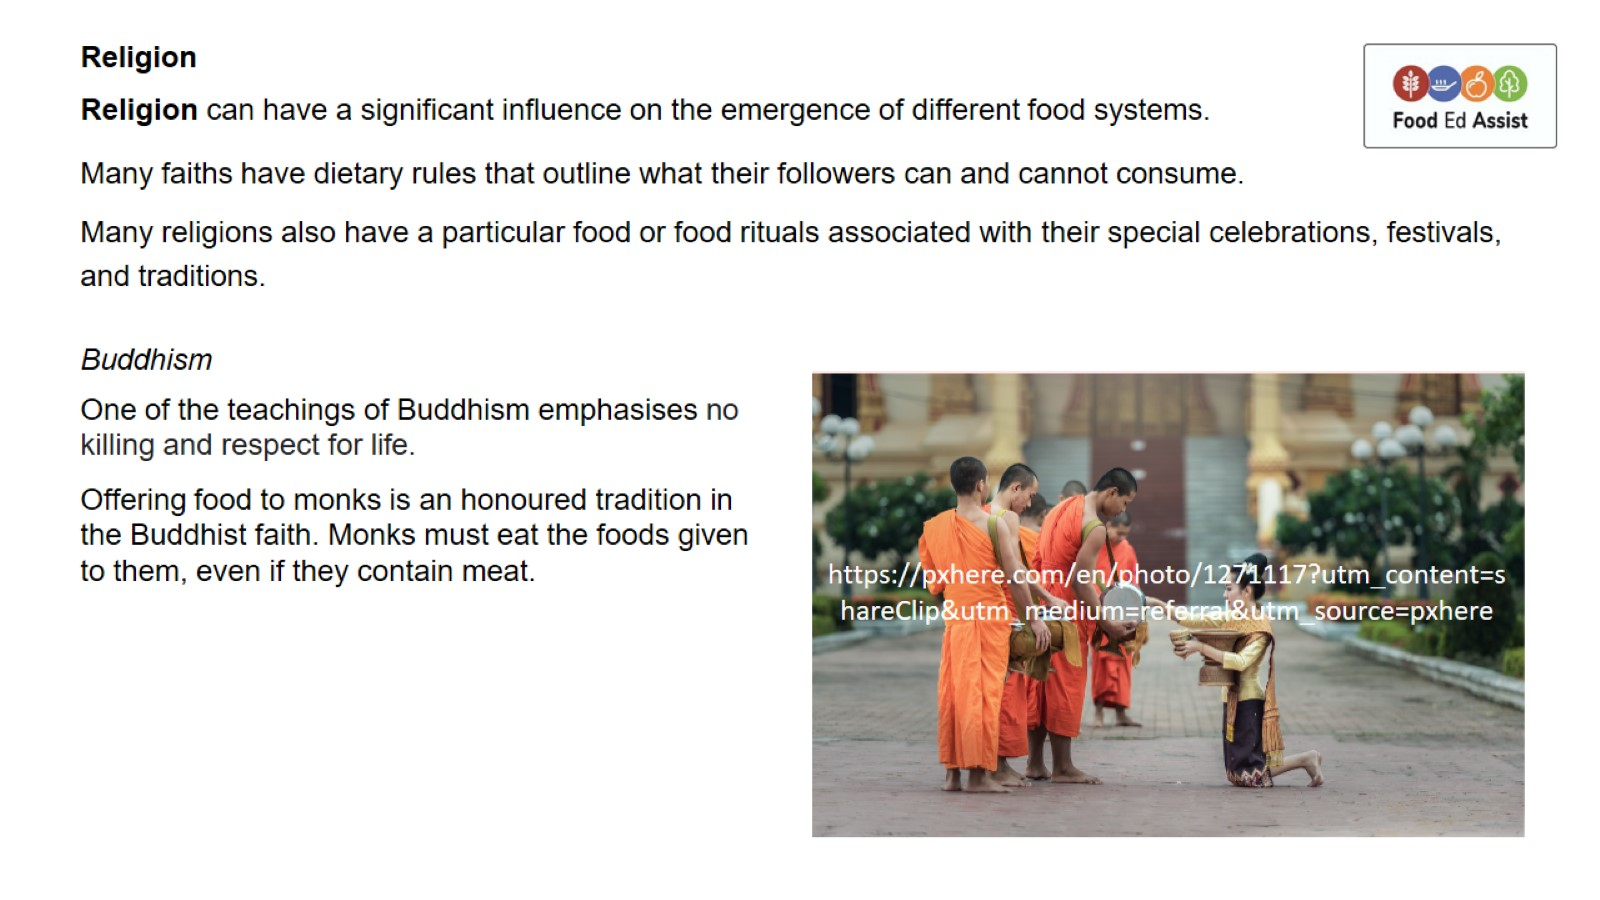 Religion
Religion can have a significant influence on the emergence of different food systems.
Food Ed Assist
Many faiths have dietary rules that outline what their followers can and cannot consume.
Many religions also have a particular food or food rituals associated with their special celebrations, festivals,
and traditions.
Buddhism
One of the teachings of Buddhism emphasises no
killing and respect for life.
Offering food to monks is an honoured tradition in
the Buddhist faith. Monks must eat the foods given
to them, even if they contain meat.
https://pxhere.com/en/photo/1271117?utm_content=s
hareClip&utm_medium=referral&utm_source=pxhere